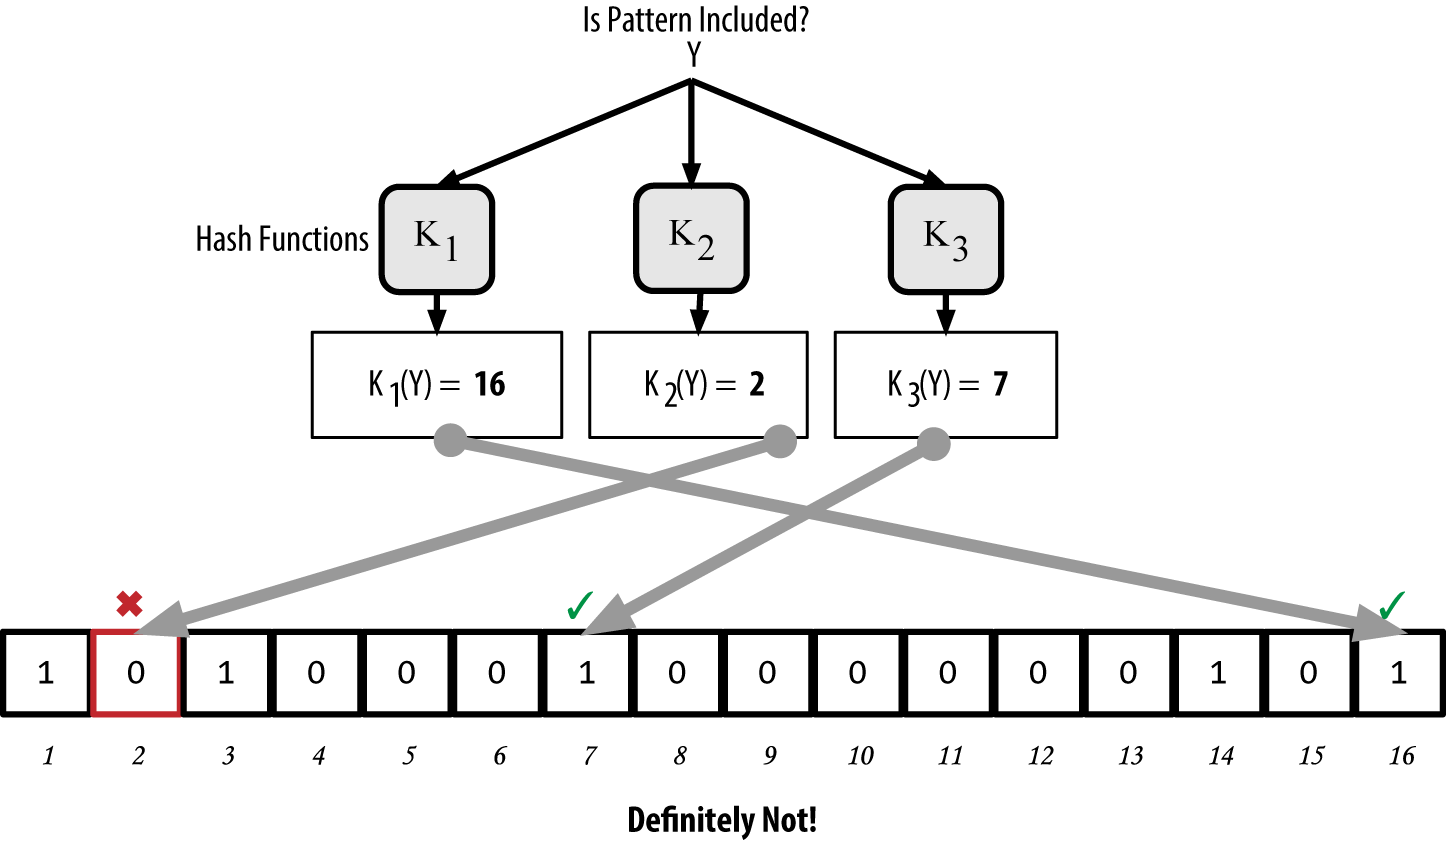 Is Pattern Included?
Y
Hash Functions
K1 K2 K3
K1(Y) = 16 K2(Y) = 2 K3(Y) = 7
1 0 1 0 0 0 1 0 0 0 0 0 0 1 0 1
1 2 3 4 5 6 7 8 9 10 11 12 13 14 15 16
Definitely Not!